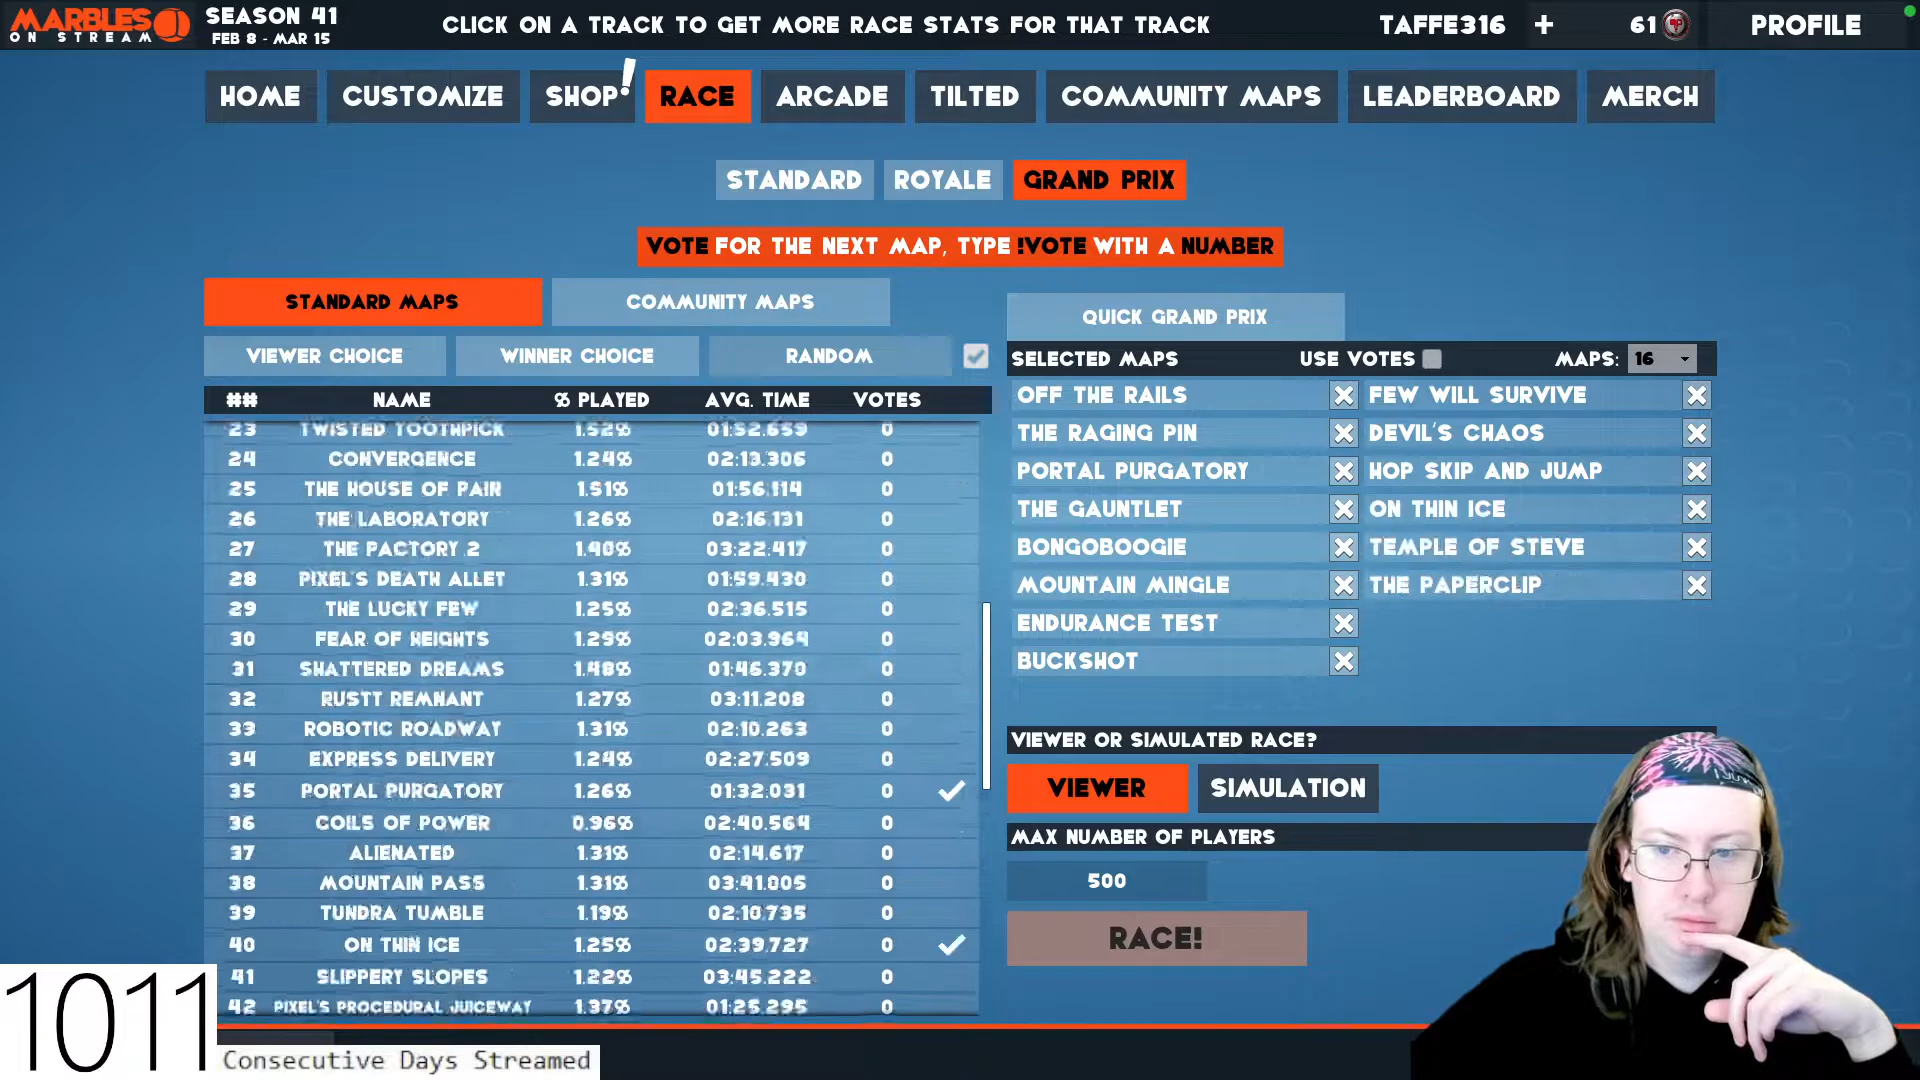 MARBLES
ON STREAM
SEASON 41
FEB 8 - MAR 15
CLICK ON A TRACK TO GET MORE RACE STATS FOR THAT TRACK
TAFFE316 +
61
PROFILE
HOME
CUSTOMIZE
SHOP!
RACE
ARCADE
TILTED
COMMUNITY MAPS
LEADERBOARD
MERCH
STANDARD
ROYALE
GRAND PRIX
VOTE FOR THE NEXT MAP, TYPE !VOTE WITH A NUMBER
STANDARD MAPS
COMMUNITY MAPS
VIEWER CHOICE
WINNER CHOICE
RANDOM
## NAME % PLAYED AVG. TIME VOTES
23 TWISTED TOOTHPICK 1.52% 01:52.659 0
24 CONVERGENCE 1.24% 02:13.306 0
25 THE HOUSE OF PAIN 1.51% 01:56.114 0
26 THE LABORATORY 1.26% 02:16.131 0
27 THE PACTORY 2 1.40% 03:22.417 0
28 PIXEL'S DEATH ALLEY 1.31% 01:59.430 0
29 THE LUCKY FEW 1.25% 02:36.515 0
30 FEAR OF HEIGHTS 1.29% 02:03.964 0
31 SHATTERED DREAMS 1.48% 01:46.370 0
32 RUSTY REMNANT 1.27% 03:11.208 0
33 ROBOTIC ROADWAY 1.31% 02:10.263 0
34 EXPRESS DELIVERY 1.24% 02:27.509 0
35 PORTAL PURGATORY 1.26% 01:32.031 0
36 COILS OF POWER 0.96% 02:40.564 0
37 ALIENATED 1.31% 02:14.617 0
38 MOUNTAIN PASS 1.31% 03:41.005 0
39 TUNDRA TUMBLE 1.19% 02:10.735 0
40 ON THIN ICE 1.25% 02:39.727 0
41 SLIPPERY SLOPES 1.22% 03:45.222 0
42 PIXEL'S PROCEDURAL JUICEWAY 1.37% 01:25.295 0
QUICK GRAND PRIX
SELECTED MAPS USE VOTES MAPS: 16
OFF THE RAILS FEW WILL SURVIVE
THE RAGING PIN DEVIL'S CHAOS
PORTAL PURGATORY HOP SKIP AND JUMP
THE GAUNTLET ON THIN ICE
BONGOBOOGIE TEMPLE OF STEVE
MOUNTAIN MINGLE THE PAPERCLIP
ENDURANCE TEST
BUCKSHOT
VIEWER OR SIMULATED RACE?
VIEWER
SIMULATION
MAX NUMBER OF PLAYERS
500
RACE!
1011
Consecutive Days Streamed